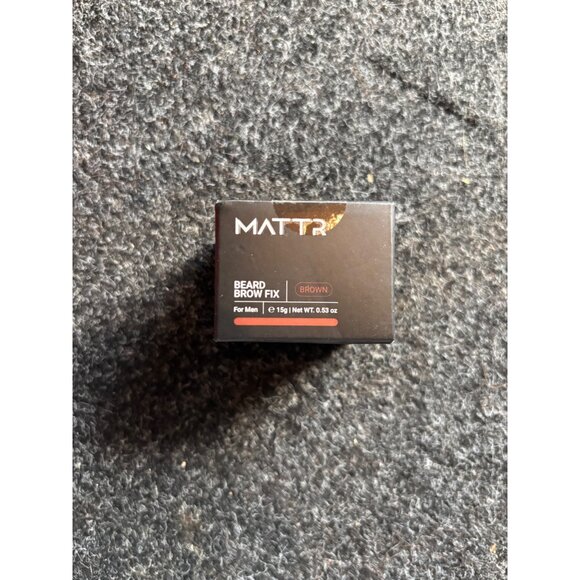 MATTR
BEARD
BROW FIX
BROWN
For Men
℮ 15g | Net WT. 0.53 oz